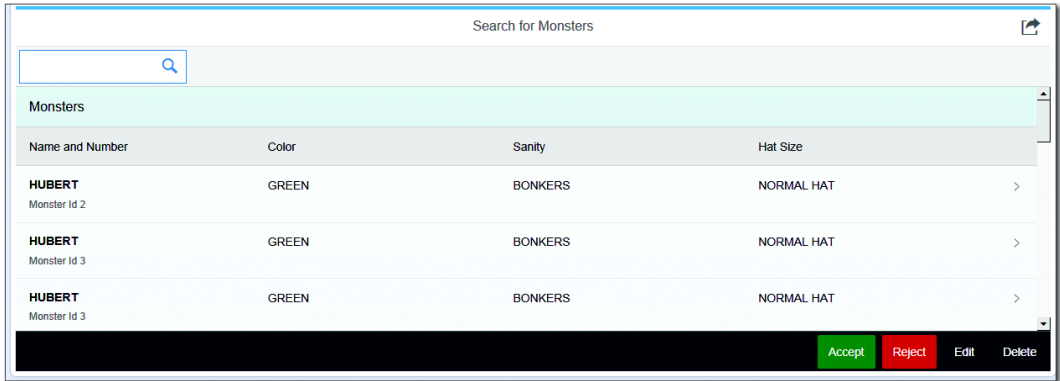 Search for Monsters
Monsters
Name and Number Color Sanity Hat Size
HUBERT GREEN BONKERS NORMAL HAT
Monster Id 2
HUBERT GREEN BONKERS NORMAL HAT
Monster Id 3
HUBERT GREEN BONKERS NORMAL HAT
Monster Id 3
Accept Reject Edit Delete